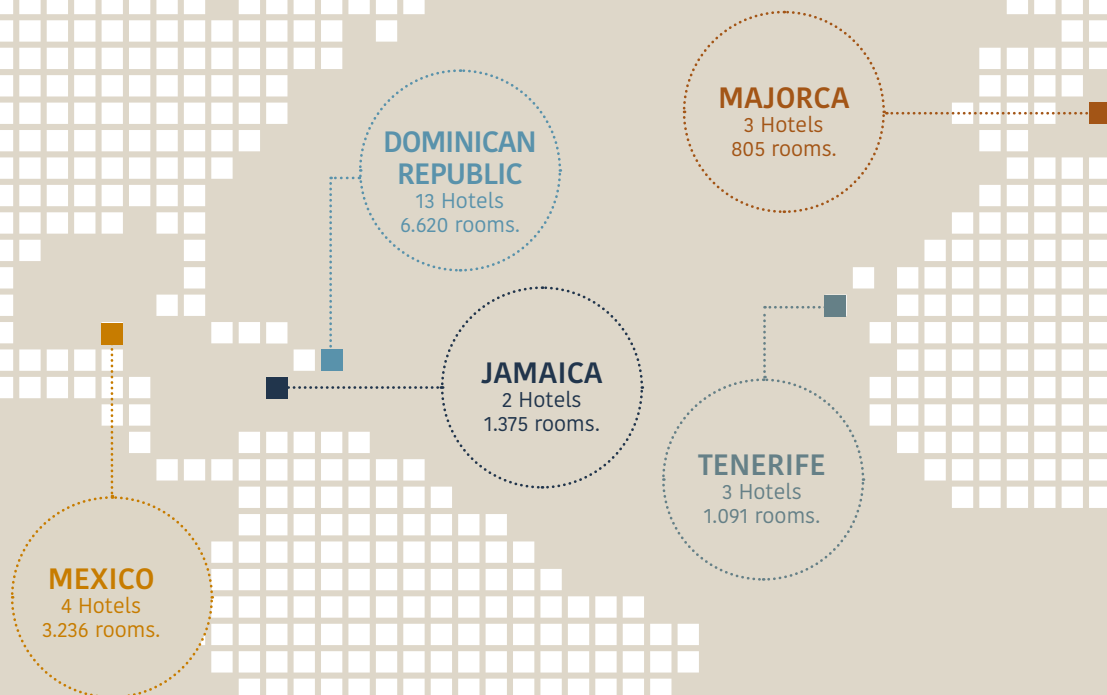 MAJORCA
3 Hotels
805 rooms.
DOMINICAN
REPUBLIC
13 Hotels
6.620 rooms.
JAMAICA
2 Hotels
1.375 rooms.
TENERIFE
3 Hotels
1.091 rooms.
MEXICO
4 Hotels
3.236 rooms.